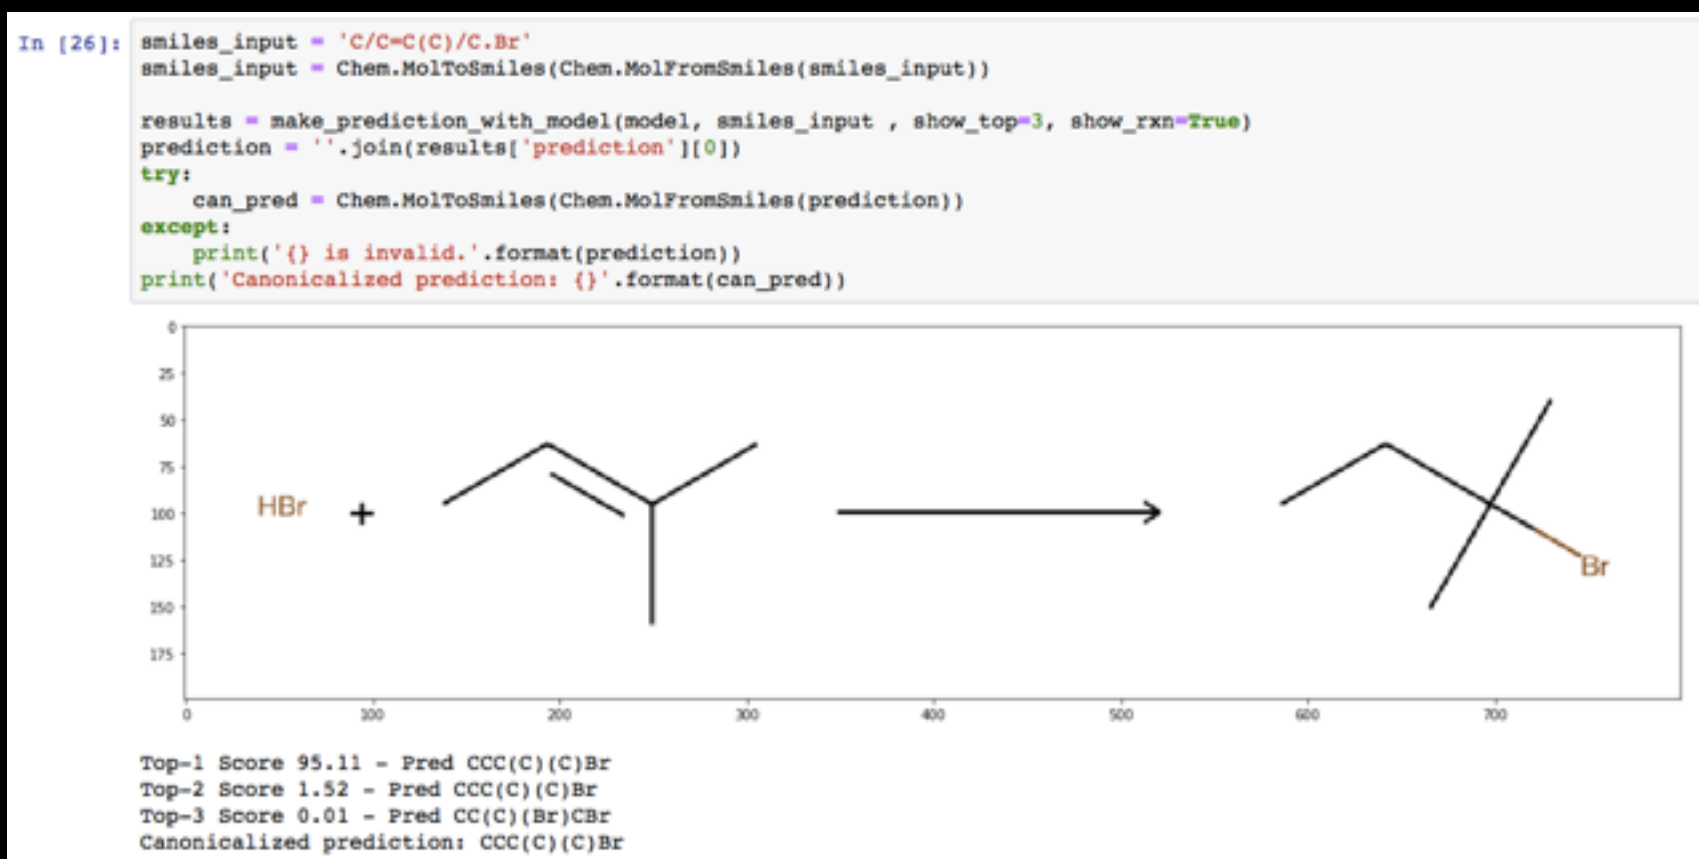 In [26]: smiles_input = 'C/C=C(C)/C.Br'
smiles_input = Chem.MolToSmiles(Chem.MolFromSmiles(smiles_input))
results = make_prediction_with_model(model, smiles_input , show_top=3, show_rxn=True)
prediction = ''.join(results['prediction'][0])
try:
    can_pred = Chem.MolToSmiles(Chem.MolFromSmiles(prediction))
except:
    print('{} is invalid.'.format(prediction))
print('Canonicalized prediction: {}'.format(can_pred))
0
25
50
75
100
125
150
175
HBr +
Br
0 100 200 300 400 500 600 700
Top-1 Score 95.11 - Pred CCC(C)(C)Br
Top-2 Score 1.52 - Pred CCC(C)(C)Br
Top-3 Score 0.01 - Pred CC(C)(Br)CBr
Canonicalized prediction: CCC(C)(C)Br